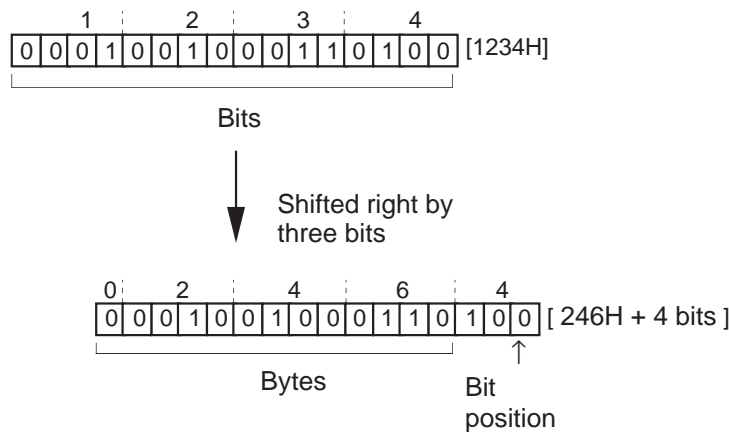 1 2 3 4
0 0 0 1 0 0 1 0 0 0 1 1 0 1 0 0 [1234H]
Bits
Shifted right by
three bits
0 2 4 6 4
0 0 0 1 0 0 1 0 0 0 1 1 0 1 0 0 [ 246H + 4 bits ]
Bytes
Bit
position